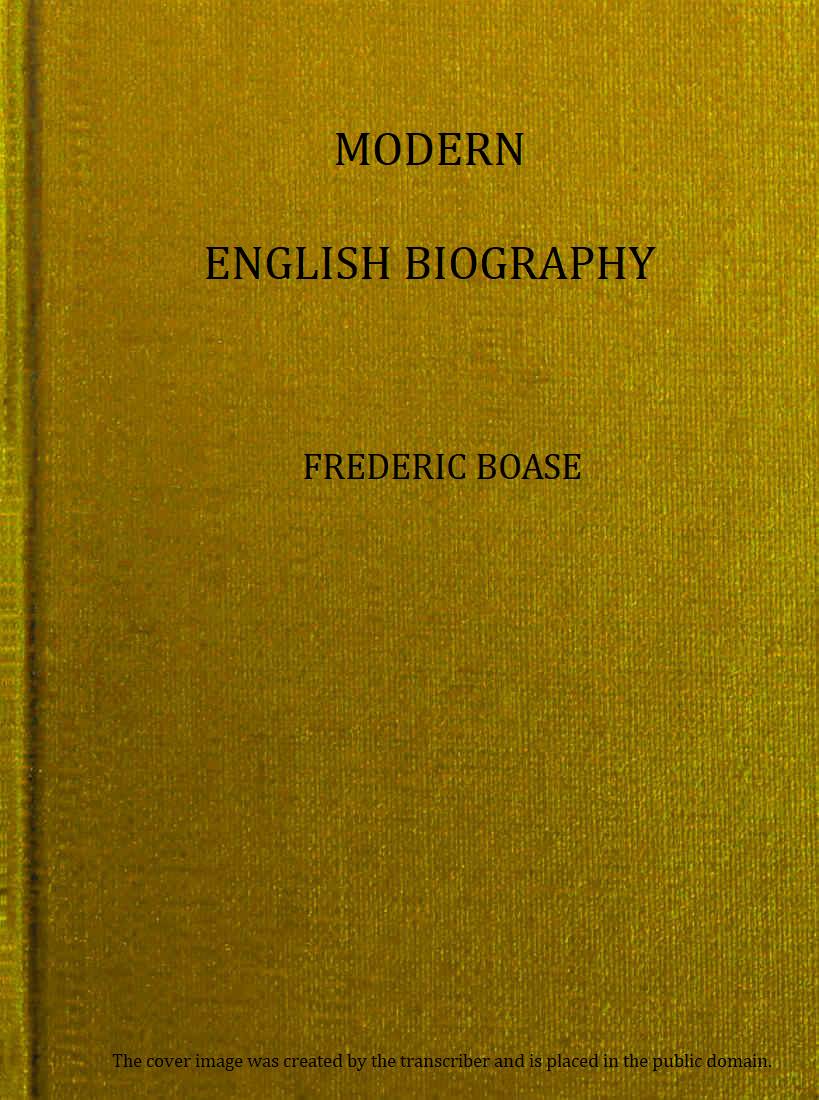 MODERN
ENGLISH BIOGRAPHY
FREDERIC BOASE
The cover image was created by the transcriber and is placed in the public domain.